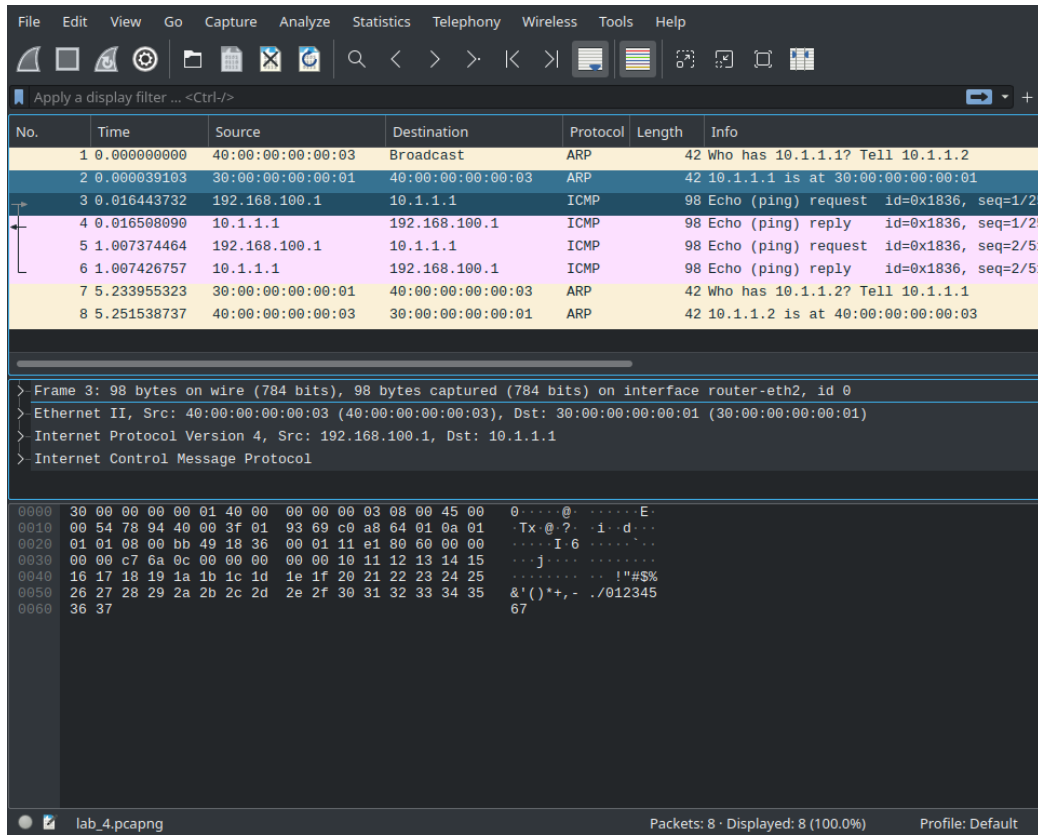 File Edit View Go Capture Analyze Statistics Telephony Wireless Tools Help
Apply a display filter ... <Ctrl-/>
No. Time Source Destination Protocol Length Info
1 0.000000000 40:00:00:00:00:03 Broadcast ARP 42 Who has 10.1.1.1? Tell 10.1.1.2
2 0.000039103 30:00:00:00:00:01 40:00:00:00:00:03 ARP 42 10.1.1.1 is at 30:00:00:00:00:01
3 0.016443732 192.168.100.1 10.1.1.1 ICMP 98 Echo (ping) request id=0x1836, seq=1/2
4 0.016508090 10.1.1.1 192.168.100.1 ICMP 98 Echo (ping) reply id=0x1836, seq=1/2
5 1.007374464 192.168.100.1 10.1.1.1 ICMP 98 Echo (ping) request id=0x1836, seq=2/5
6 1.007426757 10.1.1.1 192.168.100.1 ICMP 98 Echo (ping) reply id=0x1836, seq=2/5
7 5.233955323 30:00:00:00:00:01 40:00:00:00:00:03 ARP 42 Who has 10.1.1.2? Tell 10.1.1.1
8 5.251538737 40:00:00:00:00:03 30:00:00:00:00:01 ARP 42 10.1.1.2 is at 40:00:00:00:00:03
Frame 3: 98 bytes on wire (784 bits), 98 bytes captured (784 bits) on interface router-eth2, id 0
Ethernet II, Src: 40:00:00:00:00:03 (40:00:00:00:00:03), Dst: 30:00:00:00:00:01 (30:00:00:00:00:01)
Internet Protocol Version 4, Src: 192.168.100.1, Dst: 10.1.1.1
Internet Control Message Protocol
0000 30 00 00 00 00 01 40 00 00 00 00 03 08 00 45 00 0·····@· ······E·
0010 00 54 78 94 40 00 3f 01 93 69 c0 a8 64 01 0a 01 ·Tx·@·?· ·i··d···
0020 01 01 08 00 bb 49 18 36 00 01 11 e1 80 60 00 00 ·····I·6 ·····`··
0030 00 00 c7 6a 0c 00 00 00 00 00 10 11 12 13 14 15 ···j···· ········
0040 16 17 18 19 1a 1b 1c 1d 1e 1f 20 21 22 23 24 25 ········ ·· !"#$%
0050 26 27 28 29 2a 2b 2c 2d 2e 2f 30 31 32 33 34 35 &'()*+,- ./012345
0060 36 37 67
lab_4.pcapng Packets: 8 · Displayed: 8 (100.0%) Profile: Default